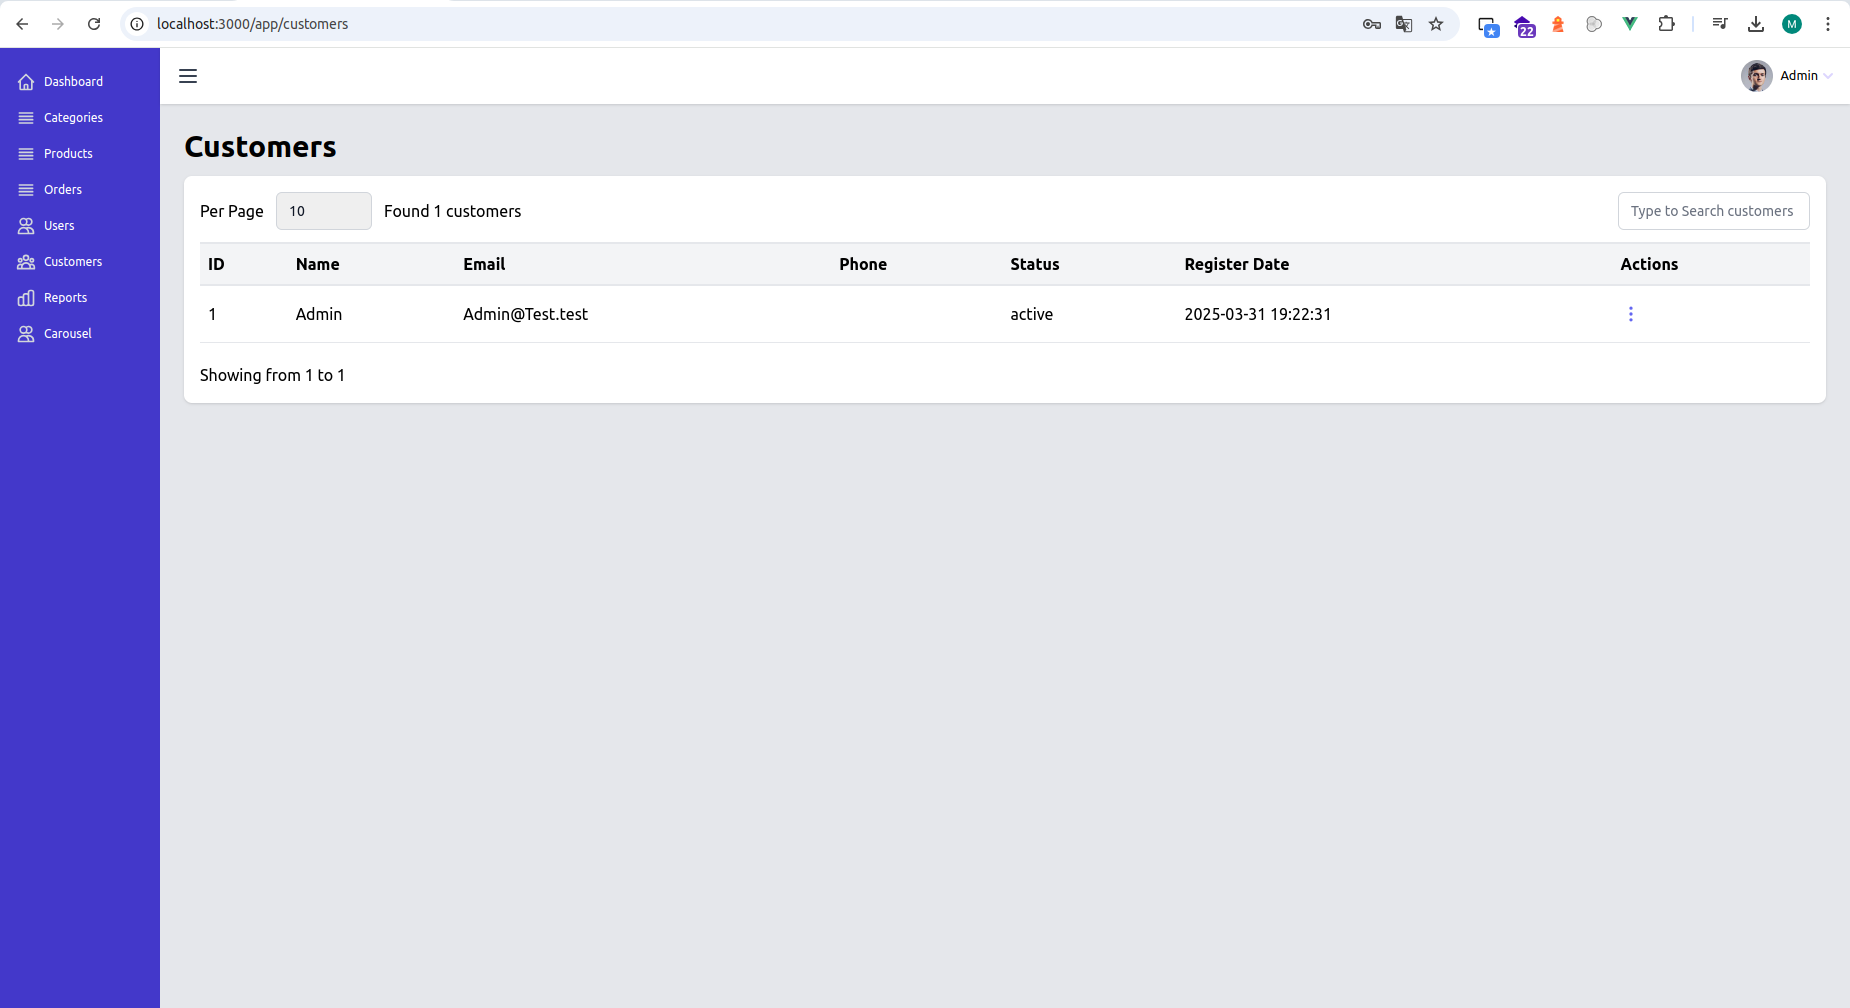 localhost:3000/app/customers
22
M
Dashboard
Categories
Products
Orders
Users
Customers
Reports
Carousel
Admin
Customers
Per Page 10 Found 1 customers Type to Search customers
ID Name Email Phone Status Register Date Actions
1 Admin Admin@Test.test active 2025-03-31 19:22:31
Showing from 1 to 1